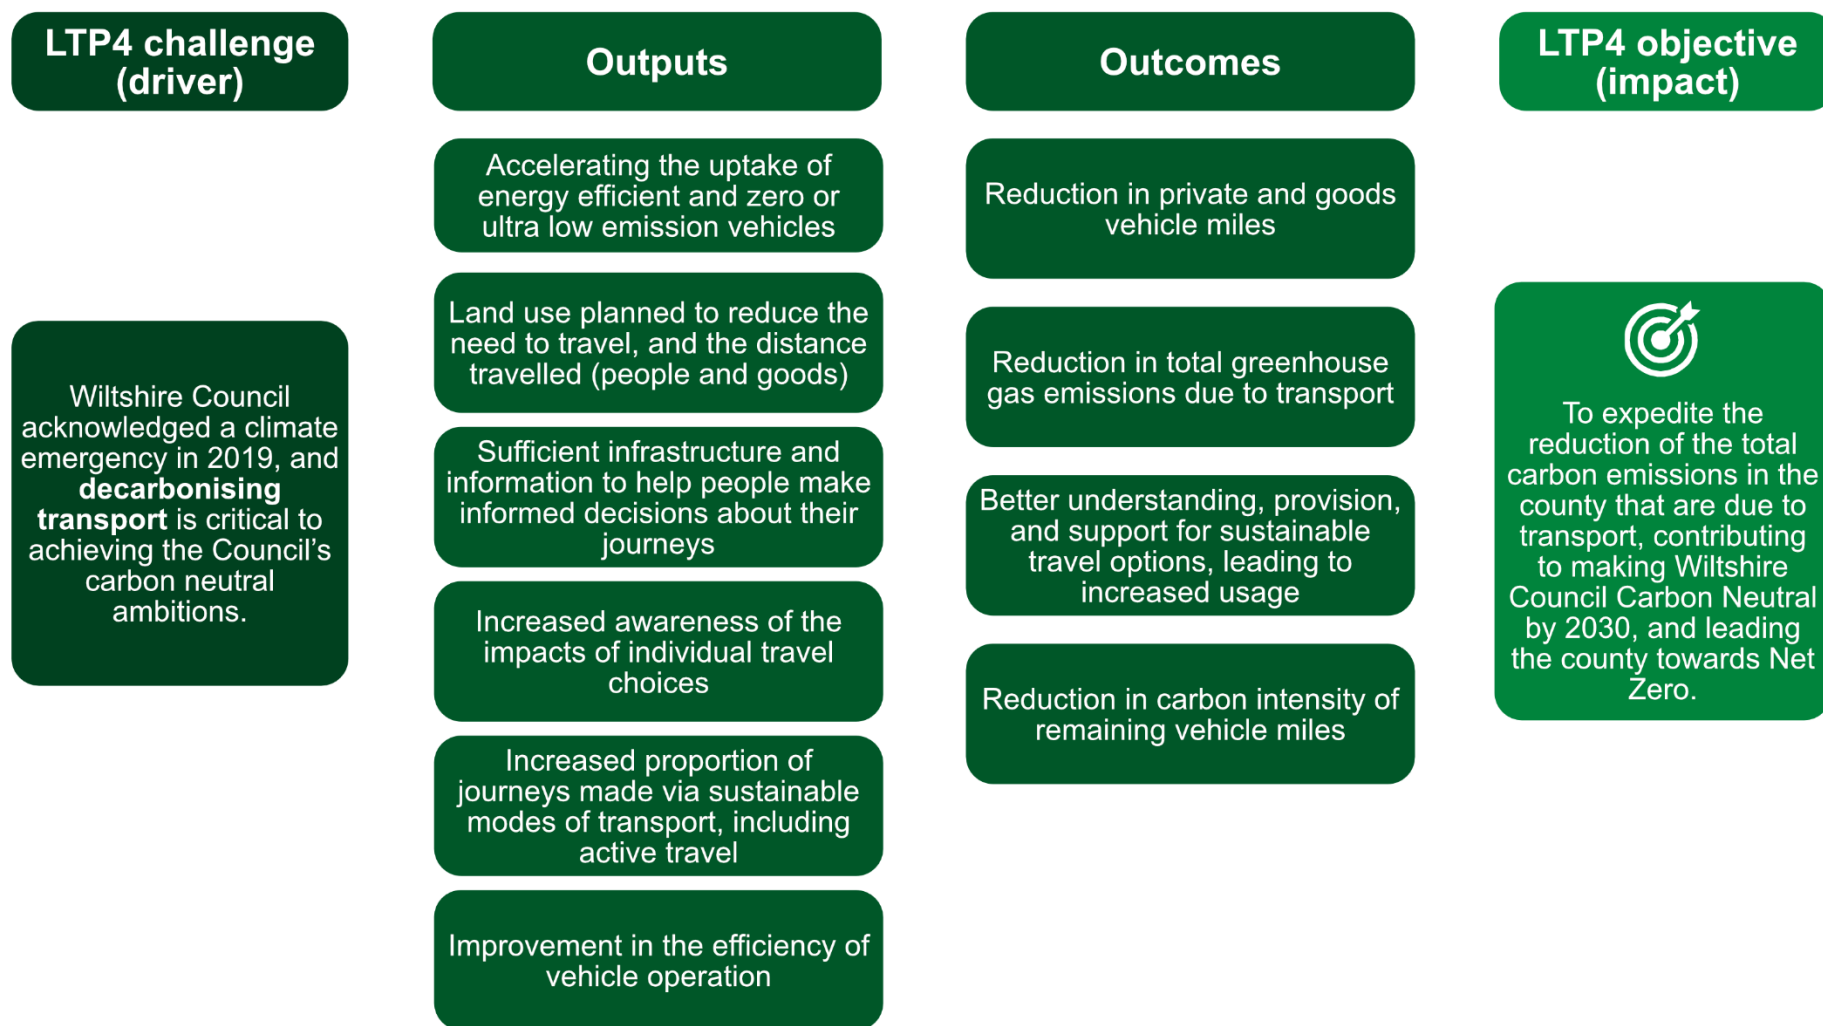 LTP4 challenge
(driver)
Wiltshire Council
acknowledged a climate
emergency in 2019, and
decarbonising
transport is critical to
achieving the Council’s
carbon neutral
ambitions.
Outputs
Accelerating the uptake of
energy efficient and zero or
ultra low emission vehicles
Land use planned to reduce the
need to travel, and the distance
travelled (people and goods)
Sufficient infrastructure and
information to help people make
informed decisions about their
journeys
Increased awareness of the
impacts of individual travel
choices
Increased proportion of
journeys made via sustainable
modes of transport, including
active travel
Improvement in the efficiency of
vehicle operation
Outcomes
Reduction in private and goods
vehicle miles
Reduction in total greenhouse
gas emissions due to transport
Better understanding, provision,
and support for sustainable
travel options, leading to
increased usage
Reduction in carbon intensity of
remaining vehicle miles
LTP4 objective
(impact)
To expedite the
reduction of the total
carbon emissions in the
county that are due to
transport, contributing
to making Wiltshire
Council Carbon Neutral
by 2030, and leading
the county towards Net
Zero.